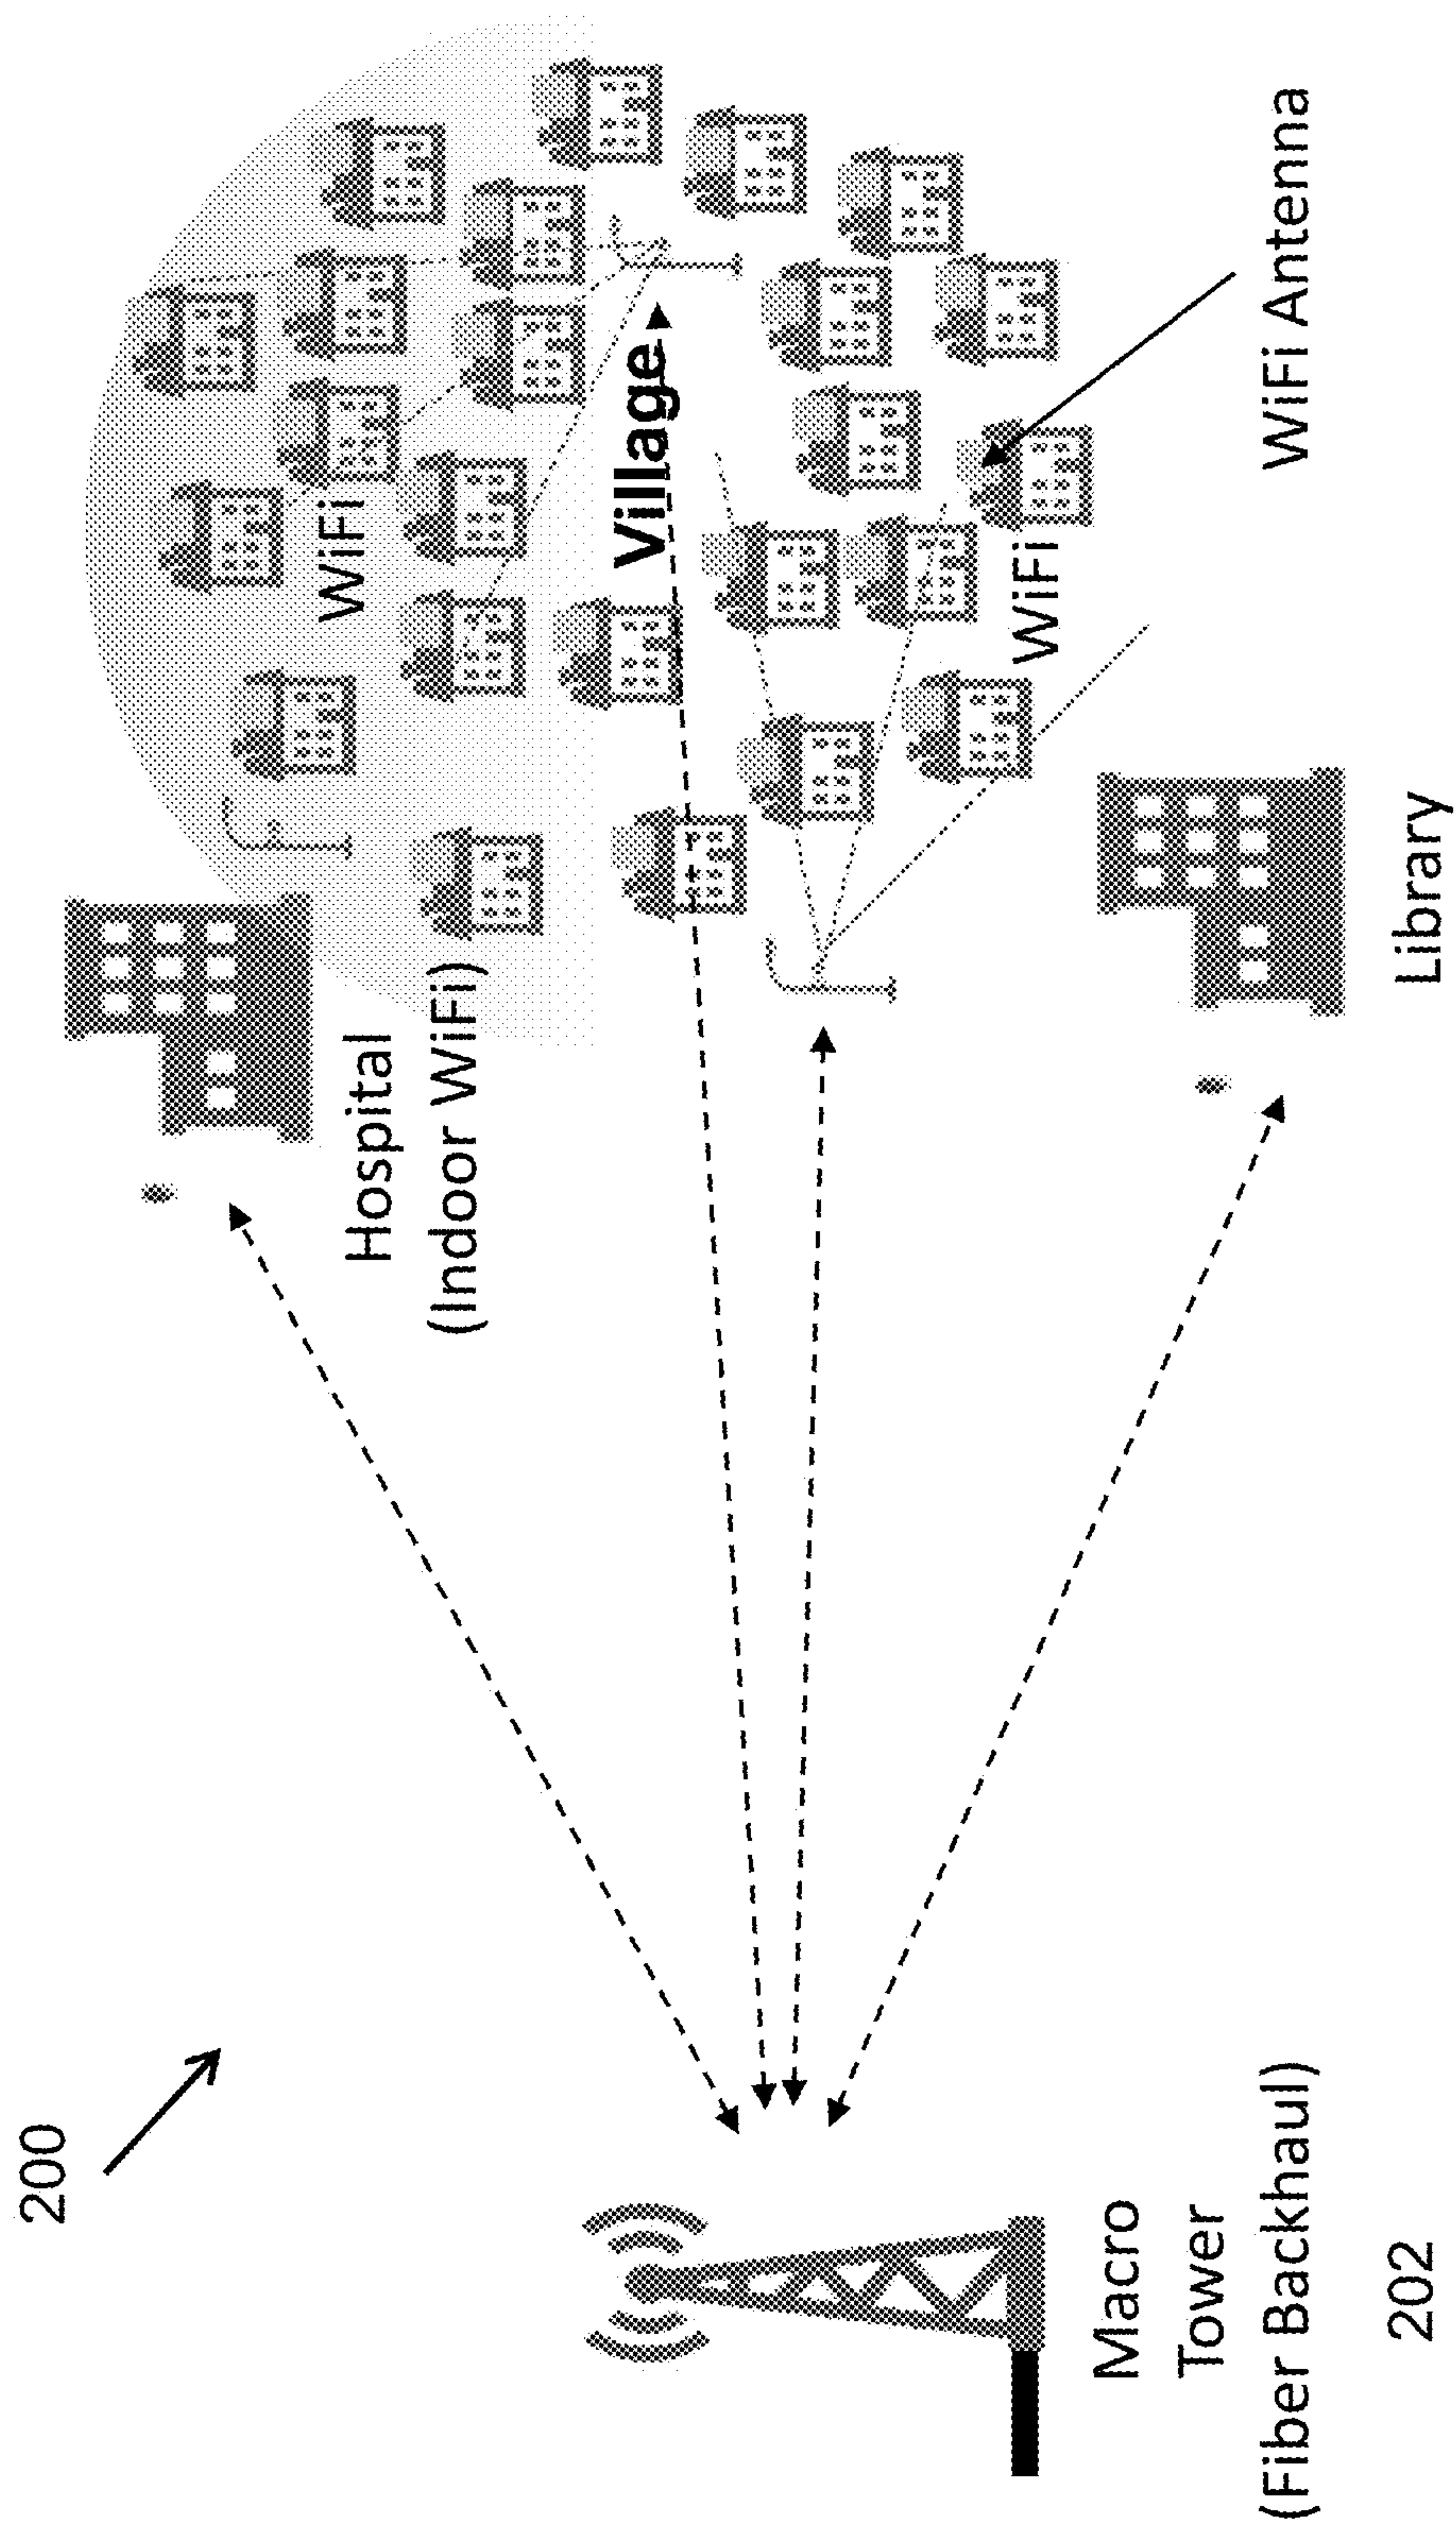 200
Hospital
(Indoor WiFi)
WiFi
Village
WiFi
WiFi Antenna
Library
Macro
Tower
(Fiber Backhaul)
202